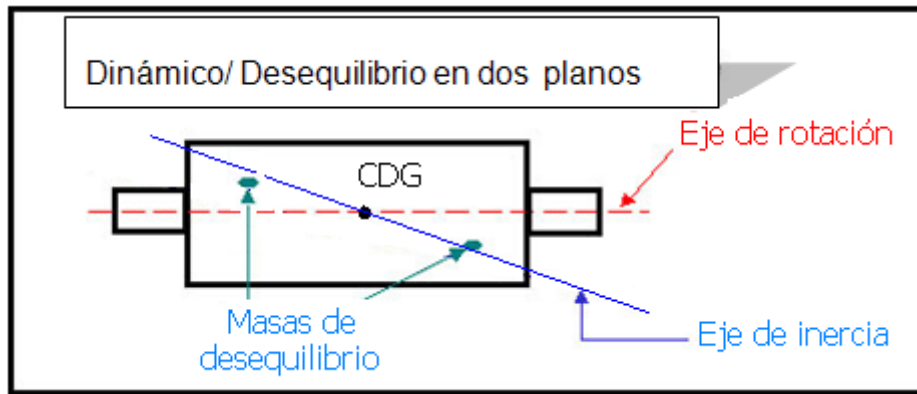 Dinámico/ Desequilibrio en dos planos
Eje de rotación
CDG
Masas de
desequilibrio
Eje de inercia